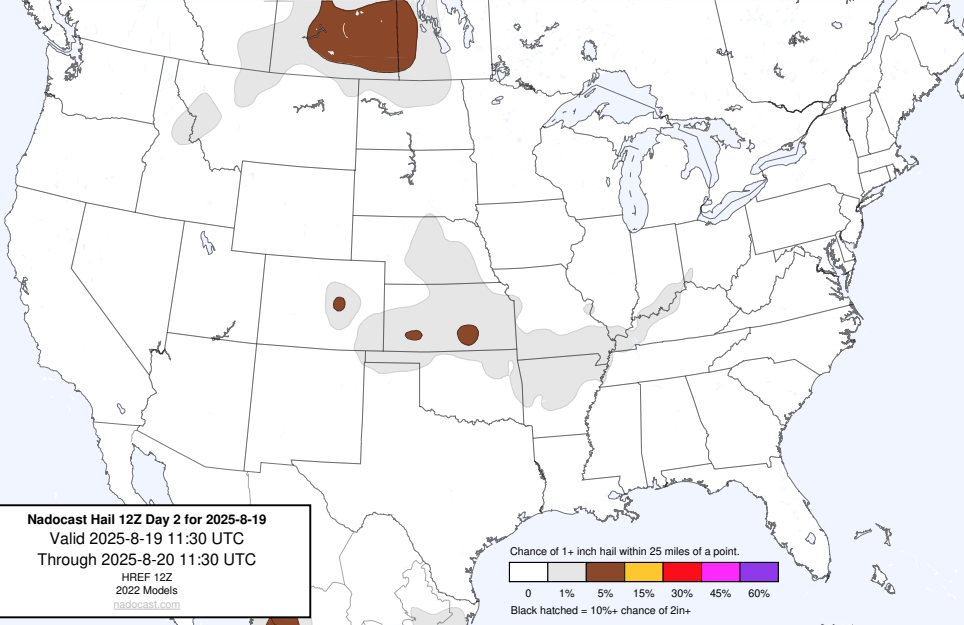 Nadocast Hail 12Z Day 2 for 2025-8-19
Valid 2025-8-19 11:30 UTC
Through 2025-8-20 11:30 UTC
HREF 12Z
2022 Models
nadocast.com
Chance of 1+ inch hail within 25 miles of a point.
0 1% 5% 15% 30% 45% 60%
Black hatched = 10%+ chance of 2in+